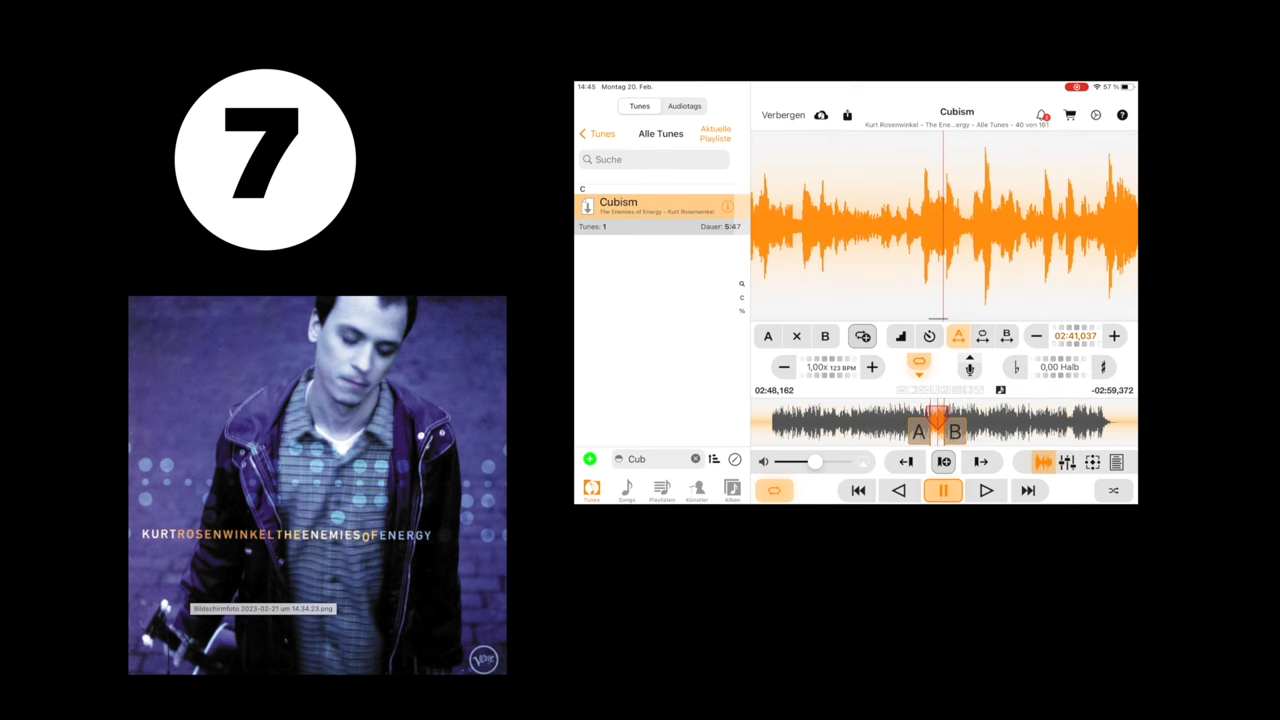 7
14:45 Montag 20. Feb.
57 %
Tunes Audiotags
Tunes
Alle Tunes
Aktuelle
Playliste
Suche
C
Cubism
The Enemies of Energy - Kurt Rosenwinkel
Tunes: 1
Dauer: 5:47
C
%
Cub
Tunes Songs Playlisten Künstler Alben
Verbergen
Cubism
Kurt Rosenwinkel - The Ene...ergy - Alle Tunes - 40 von 161
2
?
A × B
A B
− 02:41,037 +
− 1,00x 123 BPM +
♭ 0,00 Halb ♯
02:48,162
-02:59,372
A B
KURTROSENWINKELTHEENEMIESOFENERGY
Bildschirmfoto 2023-02-21 um 14.34.23.png
Verve